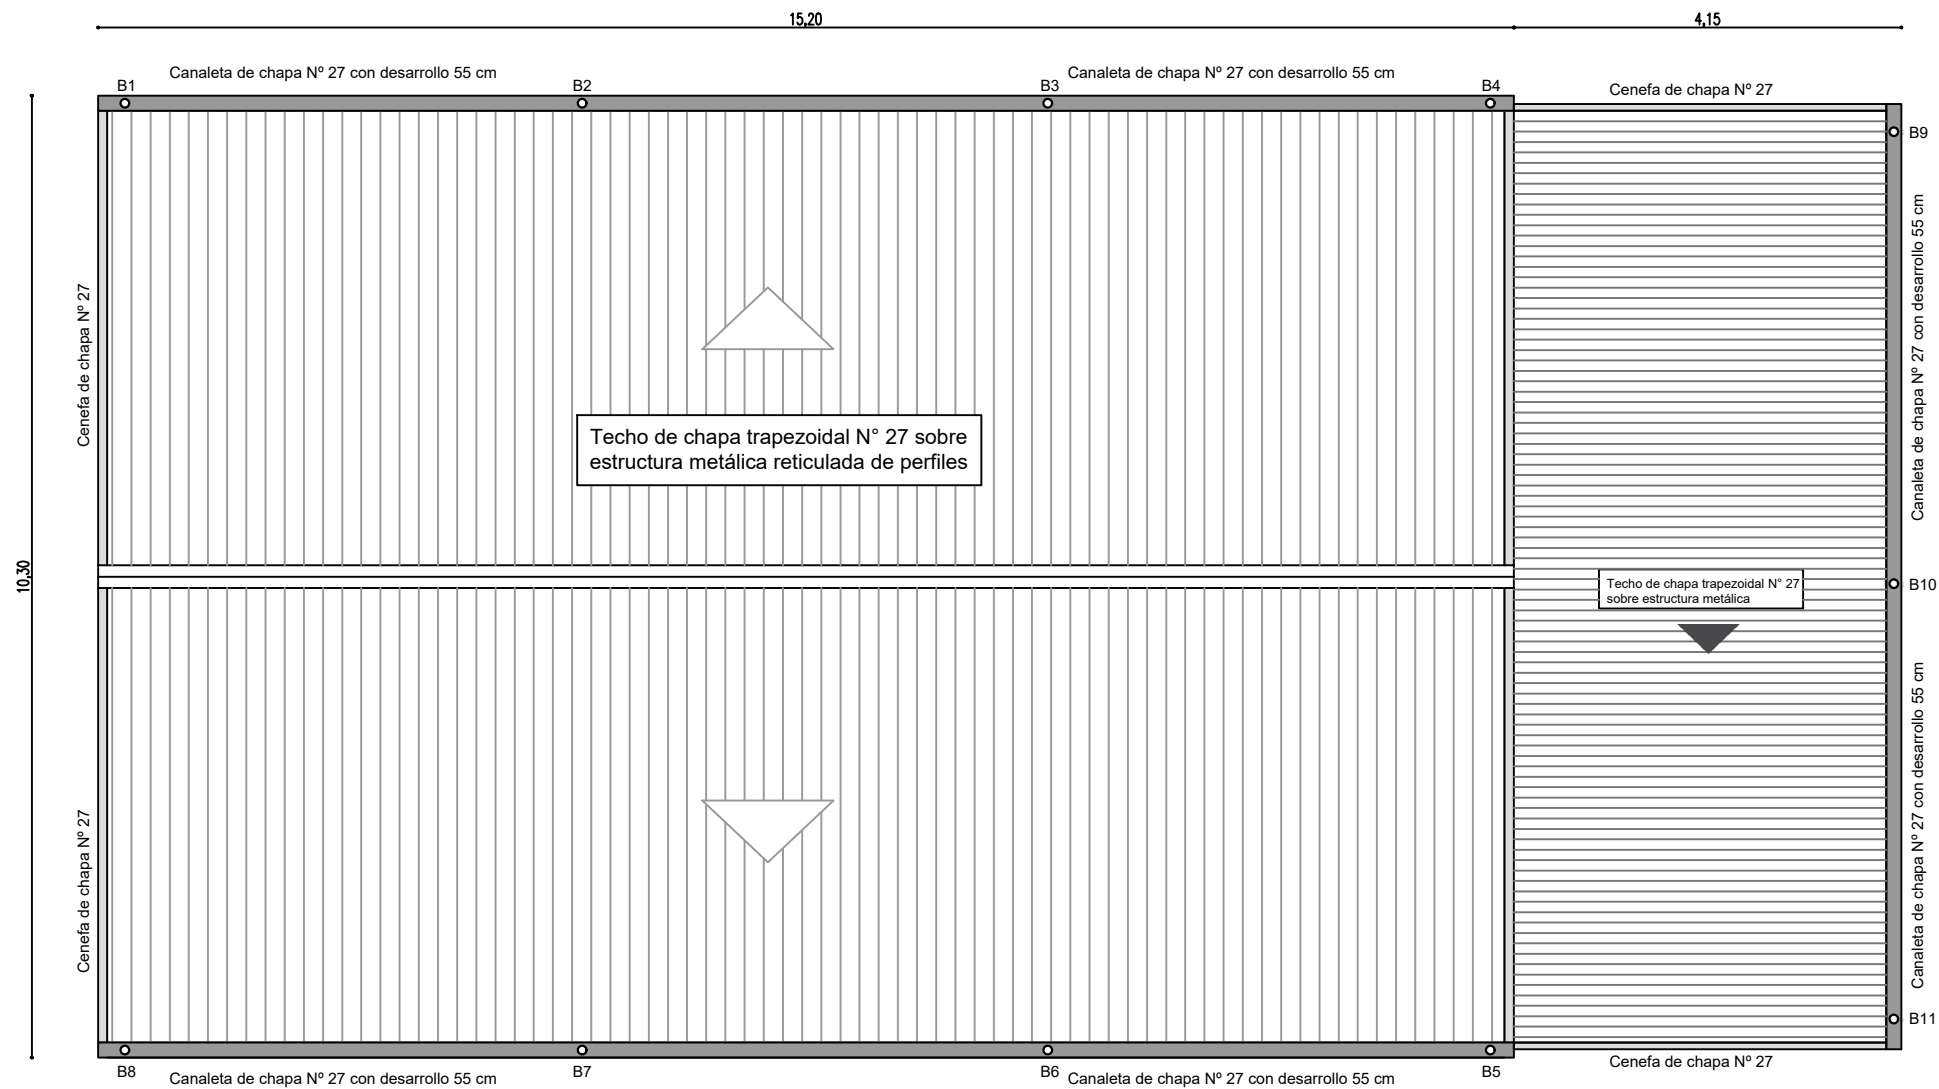 15,20
4,15
Canaleta de chapa Nº 27 con desarrollo 55 cm
Canaleta de chapa Nº 27 con desarrollo 55 cm
B1
B2
B3
B4
Cenefa de chapa Nº 27
B9
Canaleta de chapa Nº 27 con desarrollo 55 cm
Cenefa de chapa Nº 27
Techo de chapa trapezoidal N° 27 sobre
estructura metálica reticulada de perfiles
10,30
Techo de chapa trapezoidal N° 27
sobre estructura metálica
B10
Canaleta de chapa Nº 27 con desarrollo 55 cm
Cenefa de chapa Nº 27
B11
Cenefa de chapa Nº 27
B8
B7
B6
B5
Canaleta de chapa Nº 27 con desarrollo 55 cm
Canaleta de chapa Nº 27 con desarrollo 55 cm